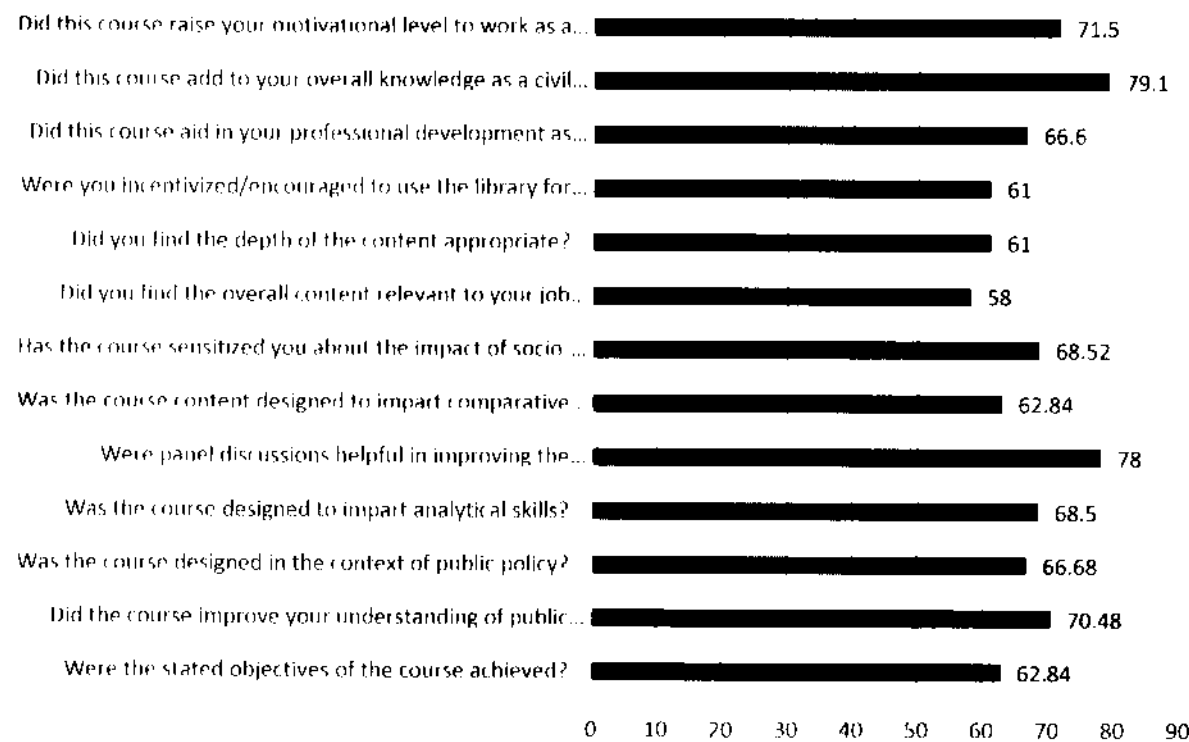 Did this course raise your motivational level to work as a... 71.5
Did this course add to your overall knowledge as a civil... 79.1
Did this course aid in your professional development as... 66.6
Were you incentivized/encouraged to use the library for... 61
Did you find the depth of the content appropriate? 61
Did you find the overall content relevant to your job... 58
Has the course sensitized you about the impact of socio ... 68.52
Was the course content designed to impart comparative . 62.84
Were panel discussions helpful in improving the... 78
Was the course designed to impart analytical skills? 68.5
Was the course designed in the context of public policy? 66.68
Did the course improve your understanding of public... 70.48
Were the stated objectives of the course achieved? 62.84
0 10 20 30 40 50 60 70 80 90